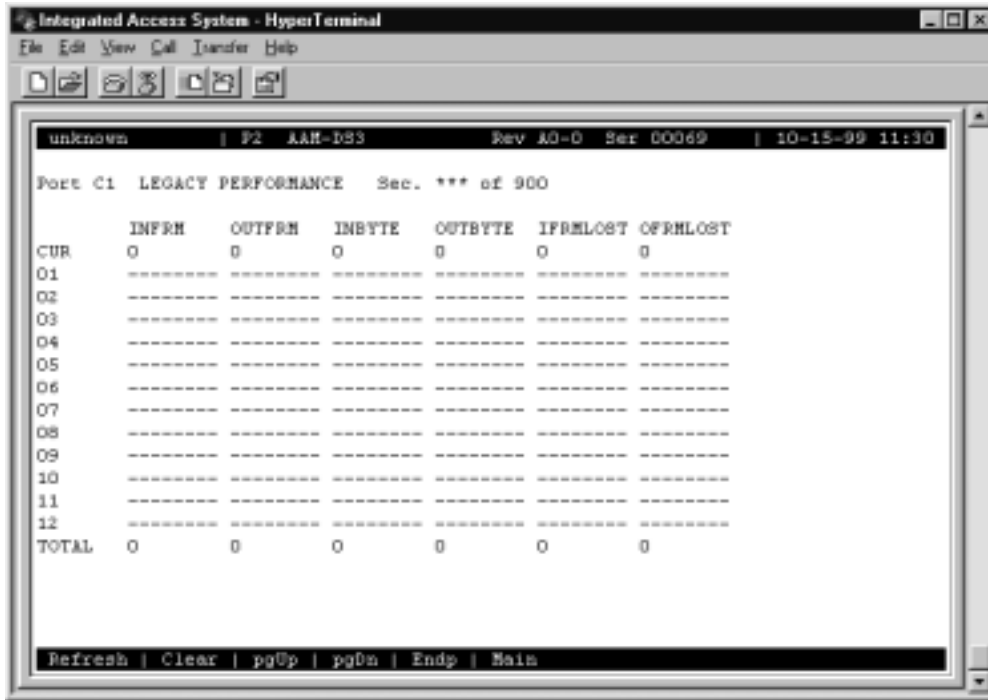 Integrated Access System - HyperTerminal
File Edit View Call Transfer Help
unknown | P2 AAM-DS3 Rev A0-0 Ser 00069 | 10-15-99 11:30
Port C1 LEGACY PERFORMANCE Sec. *** of 900
INFRM OUTFRM INBYTE OUTBYTE IFRMLOST OFRMLOST
CUR 0 0 0 0 0 0
01 -------- -------- -------- -------- -------- --------
02 -------- -------- -------- -------- -------- --------
03 -------- -------- -------- -------- -------- --------
04 -------- -------- -------- -------- -------- --------
05 -------- -------- -------- -------- -------- --------
06 -------- -------- -------- -------- -------- --------
07 -------- -------- -------- -------- -------- --------
08 -------- -------- -------- -------- -------- --------
09 -------- -------- -------- -------- -------- --------
10 -------- -------- -------- -------- -------- --------
11 -------- -------- -------- -------- -------- --------
12 -------- -------- -------- -------- -------- --------
TOTAL 0 0 0 0 0 0
Refresh | Clear | pgUp | pgDn | Endp | Main